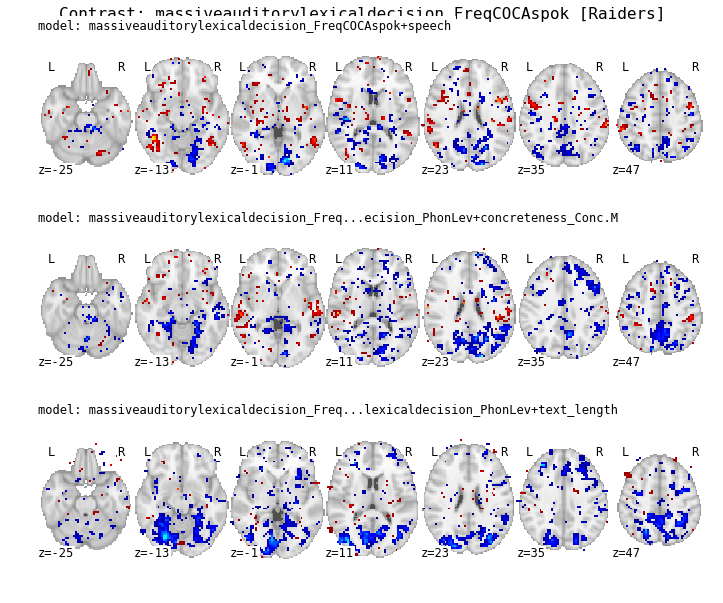 Contrast: massiveauditorylexicaldecision_FreqCOCAspok [Raiders]
model: massiveauditorylexicaldecision_FreqCOCAspok+speech
L R L R L R L R L R L R L R
z=-25 z=-13 z=-1 z=11 z=23 z=35 z=47
model: massiveauditorylexicaldecision_Freq...ecision_PhonLev+concreteness_Conc.M
L R L R L R L R L R L R L R
z=-25 z=-13 z=-1 z=11 z=23 z=35 z=47
model: massiveauditorylexicaldecision_Freq...lexicaldecision_PhonLev+text_length
L R L R L R L R L R L R L R
z=-25 z=-13 z=-1 z=11 z=23 z=35 z=47